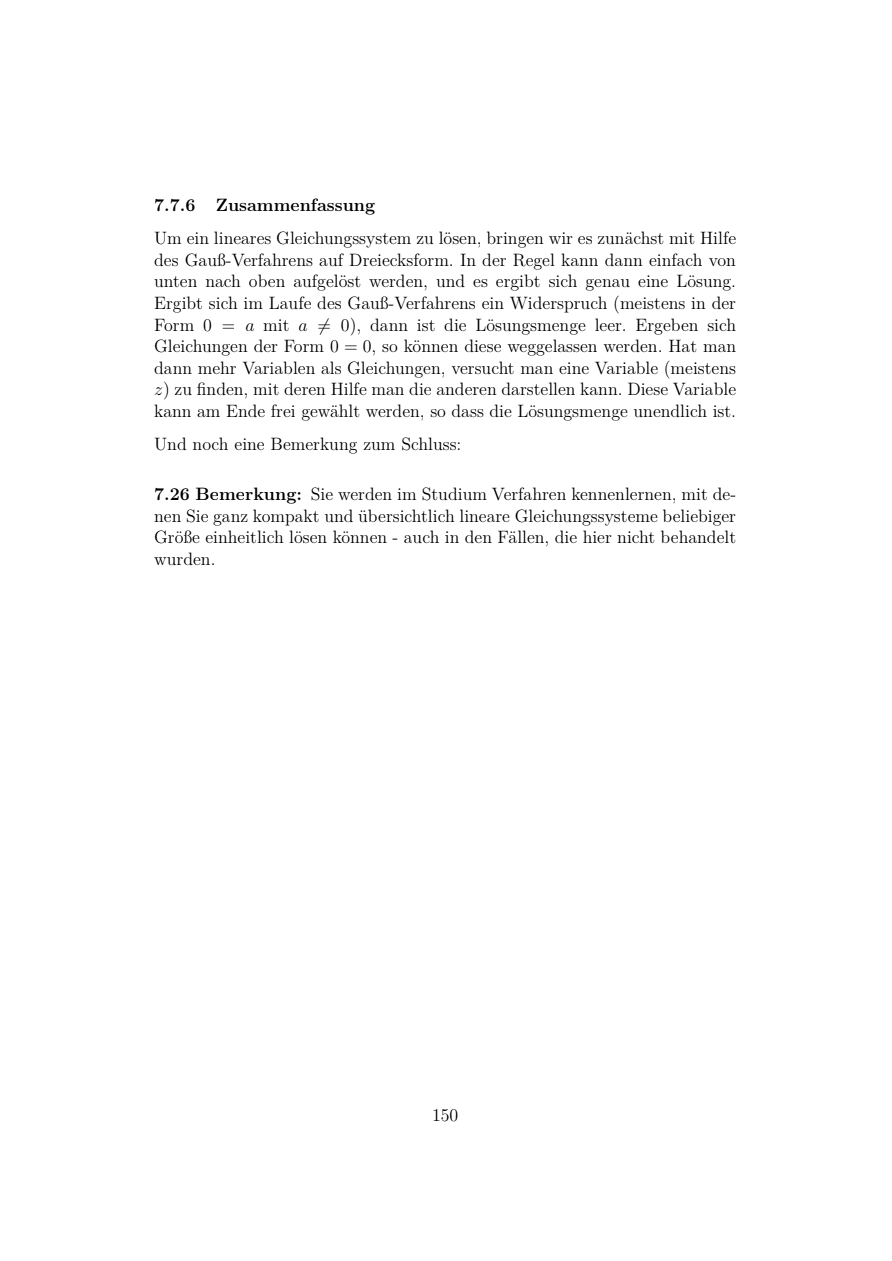 7.7.6 Zusammenfassung
Um ein lineares Gleichungssystem zu lösen, bringen wir es zunächst mit Hilfe
des Gauß-Verfahrens auf Dreiecksform. In der Regel kann dann einfach von
unten nach oben aufgelöst werden, und es ergibt sich genau eine Lösung.
Ergibt sich im Laufe des Gauß-Verfahrens ein Widerspruch (meistens in der
Form 0 = a mit a ≠ 0), dann ist die Lösungsmenge leer. Ergeben sich
Gleichungen der Form 0 = 0, so können diese weggelassen werden. Hat man
dann mehr Variablen als Gleichungen, versucht man eine Variable (meistens
z) zu finden, mit deren Hilfe man die anderen darstellen kann. Diese Variable
kann am Ende frei gewählt werden, so dass die Lösungsmenge unendlich ist.
Und noch eine Bemerkung zum Schluss:
7.26 Bemerkung: Sie werden im Studium Verfahren kennenlernen, mit de-
nen Sie ganz kompakt und übersichtlich lineare Gleichungssysteme beliebiger
Größe einheitlich lösen können - auch in den Fällen, die hier nicht behandelt
wurden.
150